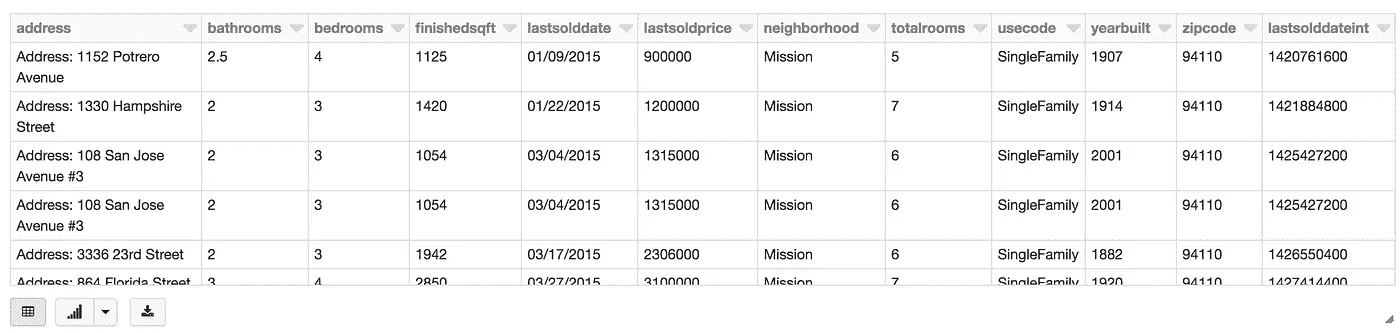 address bathrooms bedrooms finishedsqft lastsolddate lastsoldprice neighborhood totalrooms usecode yearbuilt zipcode lastsolddateint
Address: 1152 Potrero 2.5 4 1125 01/09/2015 900000 Mission 5 SingleFamily 1907 94110 1420761600
Avenue
Address: 1330 Hampshire 2 3 1420 01/22/2015 1200000 Mission 7 SingleFamily 1914 94110 1421884800
Street
Address: 108 San Jose 2 3 1054 03/04/2015 1315000 Mission 6 SingleFamily 2001 94110 1425427200
Avenue #3
Address: 108 San Jose 2 3 1054 03/04/2015 1315000 Mission 6 SingleFamily 2001 94110 1425427200
Avenue #3
Address: 3336 23rd Street 2 3 1942 03/17/2015 2306000 Mission 6 SingleFamily 1882 94110 1426550400
Address: 864 Florida Street 3 4 2850 03/27/2015 3100000 Mission 7 SingleFamily 1920 94110 1427414400